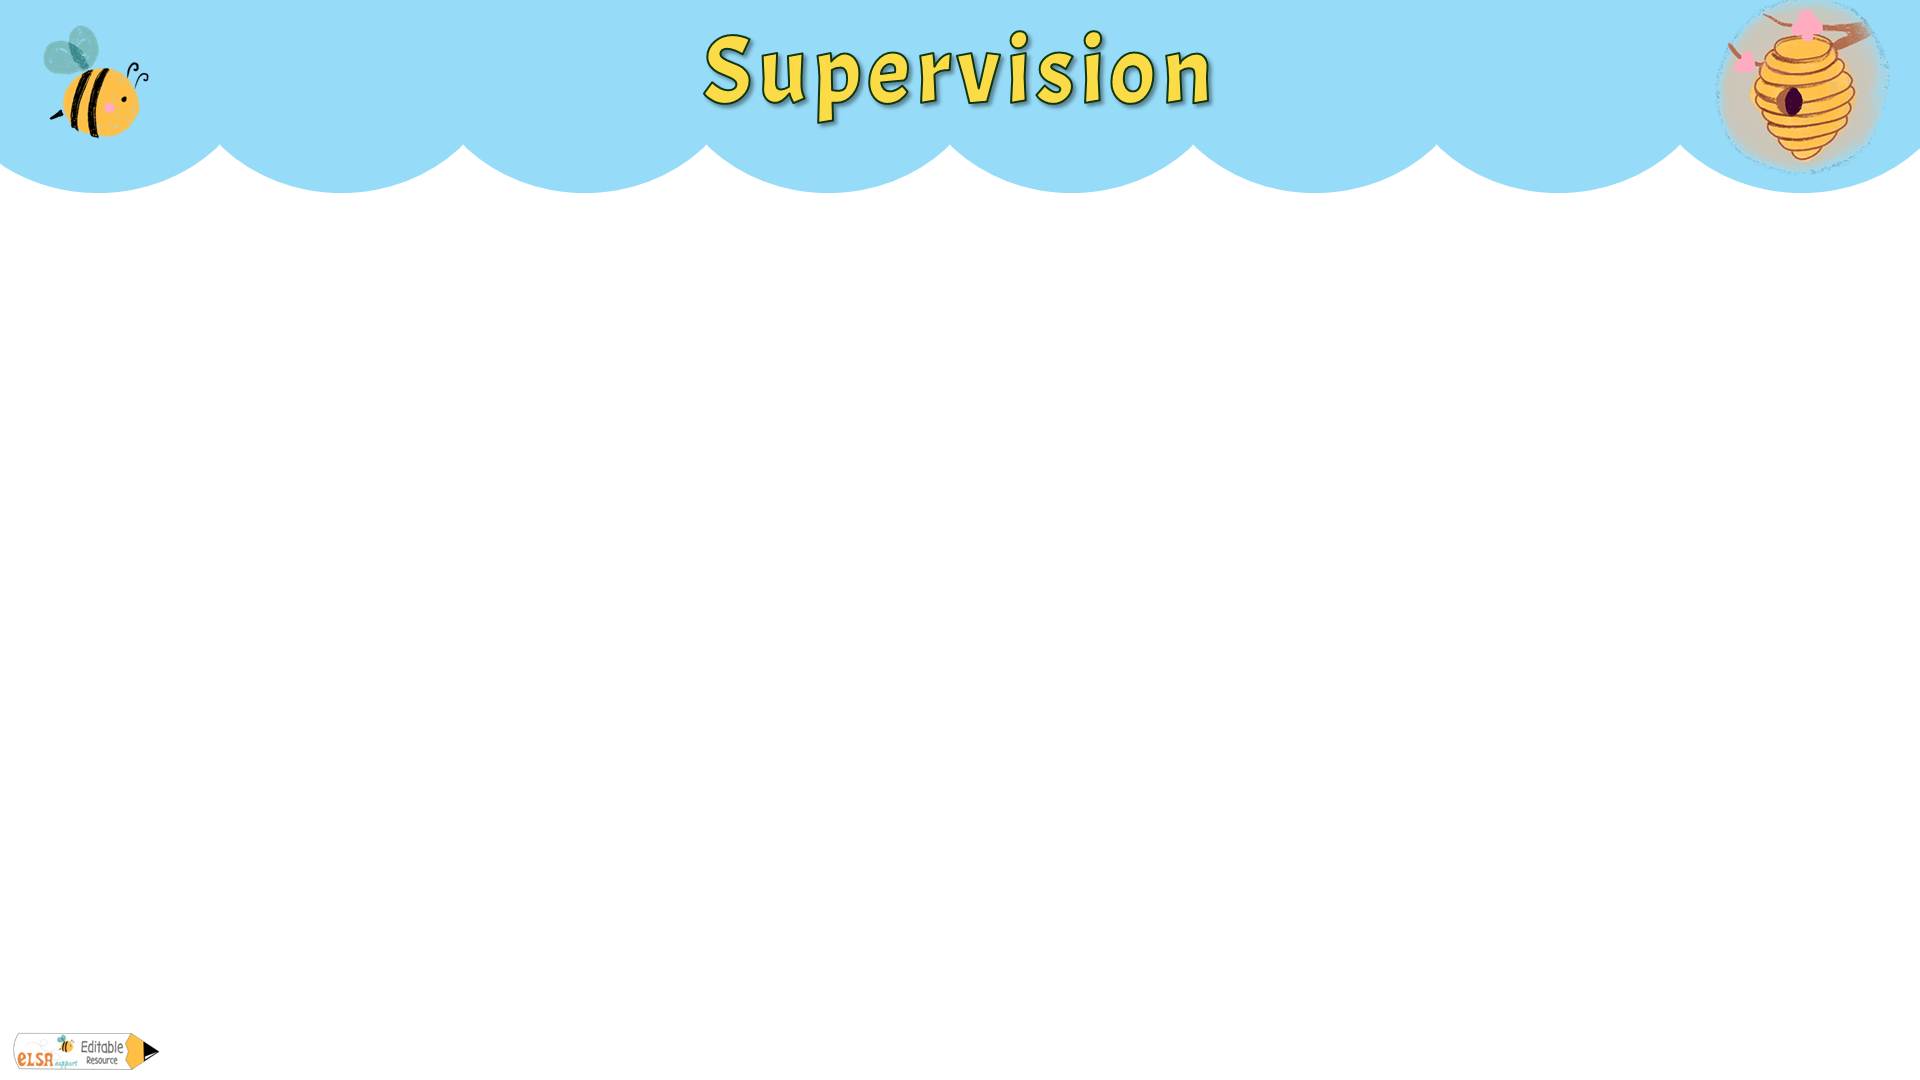 Supervision
Editable
Resource
eLSA support